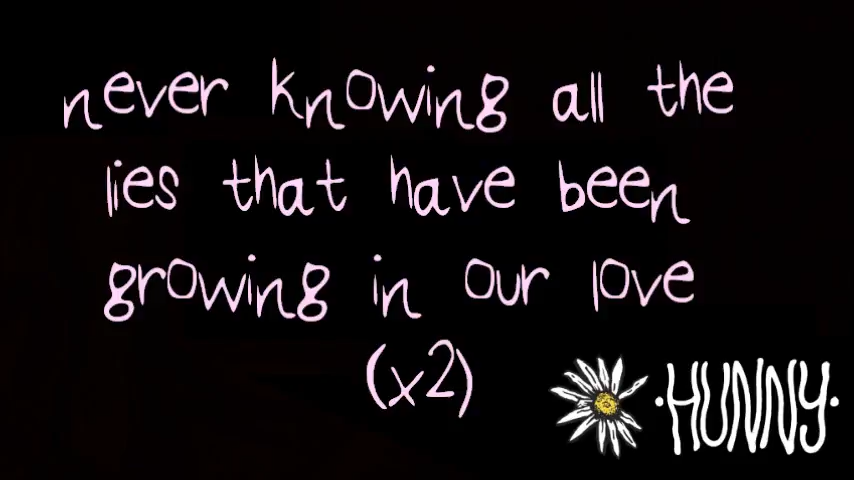 never knowing all the
lies that have been
growing in our love
(x2)
·HUNNY·